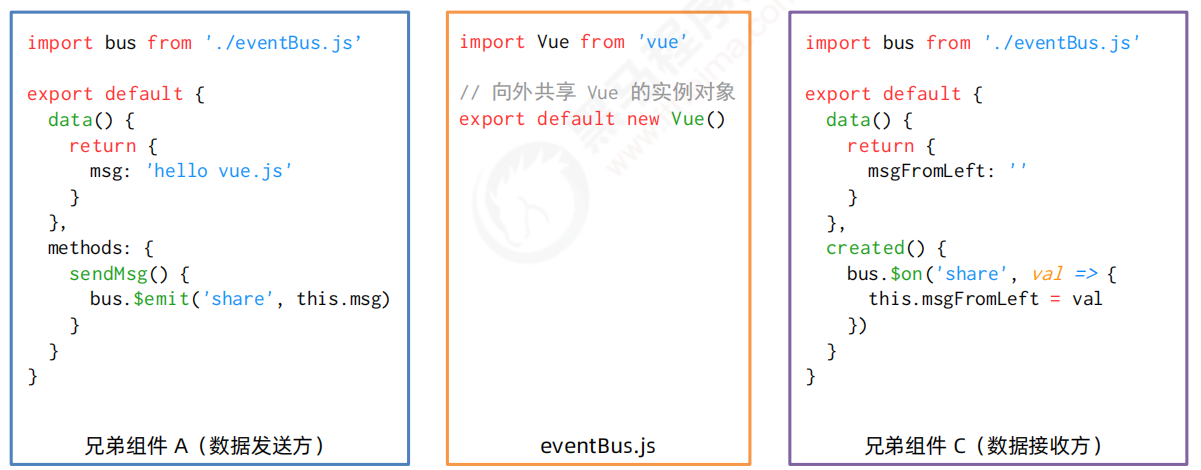 import bus from './eventBus.js’
export default {
data() {
return {
msg: 'hello vue.js'
}
},
methods: {
sendMsg() {
bus.$emit('share', this.msg)
}
}
}
兄弟组件 A（数据发送方）
import Vue from 'vue'
// 向外共享 Vue 的实例对象
export default new Vue()
eventBus.js
import bus from './eventBus.js'
export default {
data() {
return {
msgFromLeft: ''
}
},
created() {
bus.$on('share', val => {
this.msgFromLeft = val
})
}
}
兄弟组件 C（数据接收方）